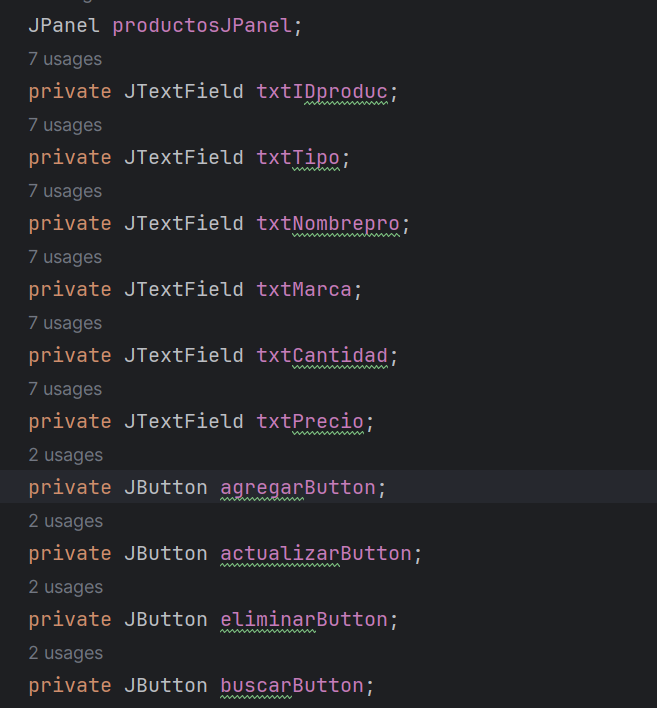 JPanel productosJPanel;
7 usages
private JTextField txtIDproduc;
7 usages
private JTextField txtTipo;
7 usages
private JTextField txtNombrepro;
7 usages
private JTextField txtMarca;
7 usages
private JTextField txtCantidad;
7 usages
private JTextField txtPrecio;
2 usages
private JButton agregarButton;
2 usages
private JButton actualizarButton;
2 usages
private JButton eliminarButton;
2 usages
private JButton buscarButton;